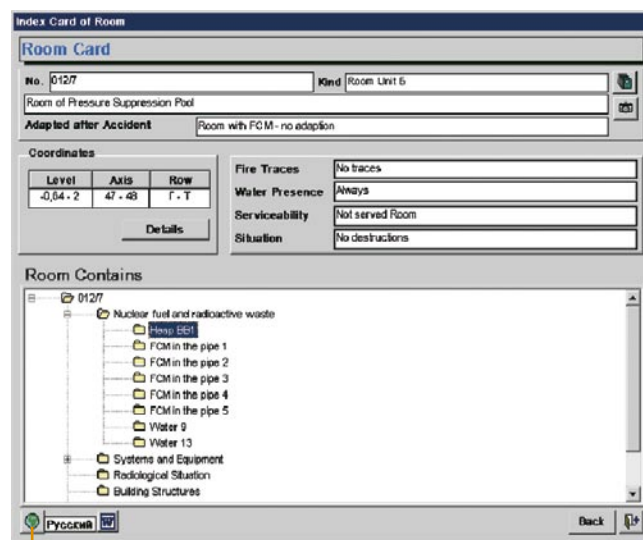 Index Card of Room
Room Card
No. 012/7 Kind Room Unit Б
Room of Pressure Suppression Pool
Adapted after Accident Room with FCM - no adaption
Coordinates
Level Axis Row
-0,64 - 2 47 - 48 Г - Т
Details
Fire Traces No traces
Water Presence Always
Serviceability Not served Room
Situation No destructions
Room Contains
012/7
Nuclear fuel and radioactive waste
Heap BB1
FCM in the pipe 1
FCM in the pipe 2
FCM in the pipe 3
FCM in the pipe 4
FCM in the pipe 5
Water 9
Water 13
Systems and Equipment
Radiological Situation
Building Structures
Русский W Back